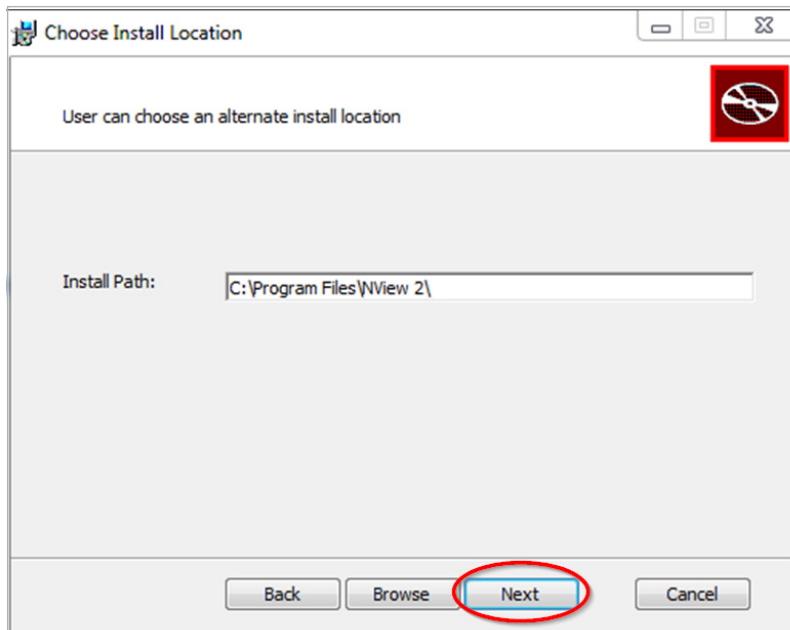 Choose Install Location
User can choose an alternate install location
Install Path: C:\Program Files\NView 2\
Back Browse Next Cancel